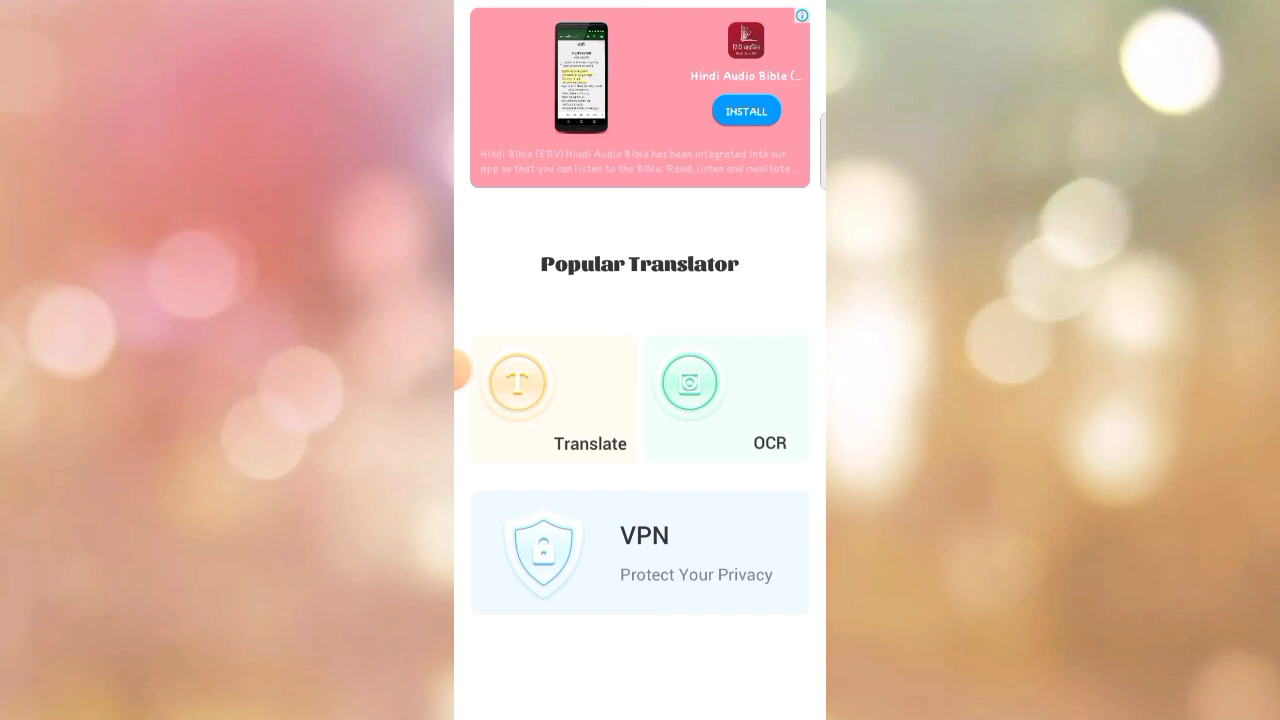 हिन्दी बाइबिल
Hindi Audio Bible (...
INSTALL
Hindi Bible (ERV) Hindi Audio Bible has been integrated into our
app so that you can listen to the Bible. Read, listen and meditate ...
Popular Translator
T
Translate
OCR
VPN
Protect Your Privacy